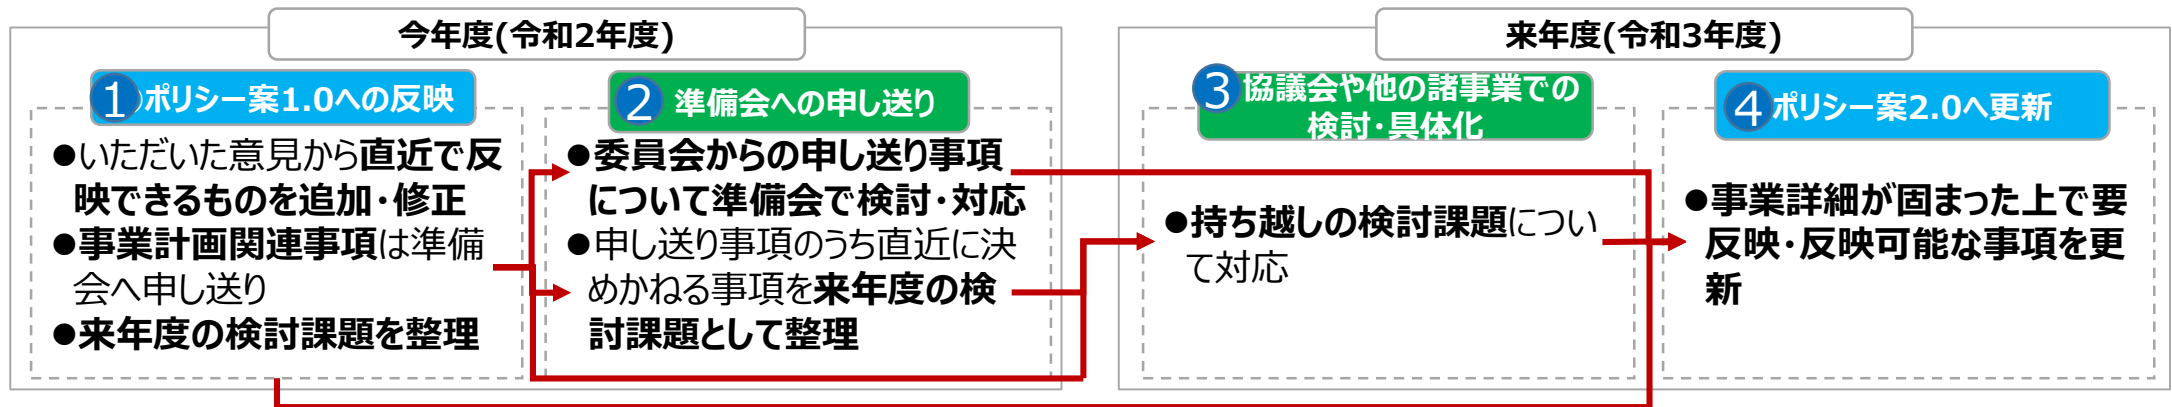 今年度(令和2年度)
①ポリシー案1.0への反映
●いただいた意見から直近で反
映できるものを追加・修正
●事業計画関連事項は準備
会へ申し送り
●来年度の検討課題を整理
②準備会への申し送り
●委員会からの申し送り事項
について準備会で検討・対応
●申し送り事項のうち直近に決
めかねる事項を来年度の検
討課題として整理
来年度(令和3年度)
③協議会や他の諸事業での
検討・具体化
●持ち越しの検討課題につい
て対応
④ポリシー案2.0へ更新
●事業詳細が固まった上で要
反映・反映可能な事項を更
新